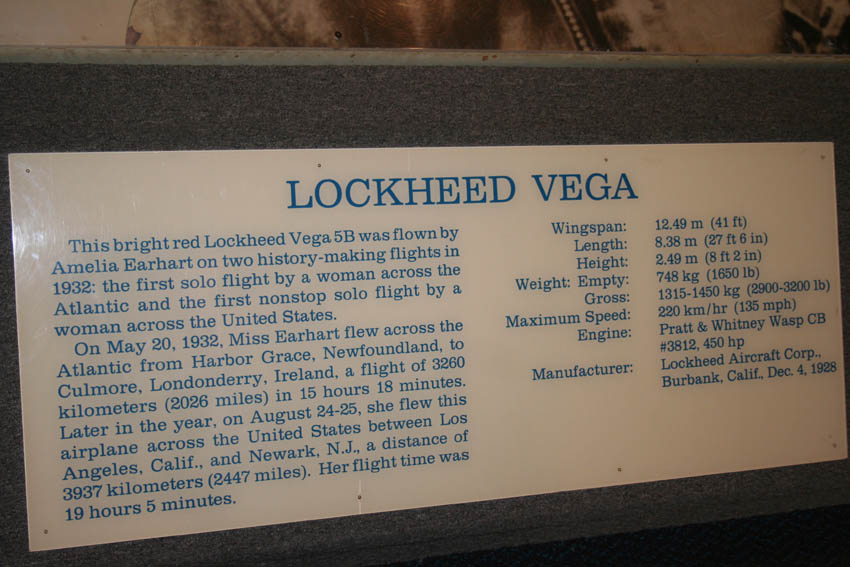 LOCKHEED VEGA
This bright red Lockheed Vega 5B was flown by
Amelia Earhart on two history-making flights in
1932: the first solo flight by a woman across the
Atlantic and the first nonstop solo flight by a
woman across the United States.
On May 20, 1932, Miss Earhart flew across the
Atlantic from Harbor Grace, Newfoundland, to
Culmore, Londonderry, Ireland, a flight of 3260
kilometers (2026 miles) in 15 hours 18 minutes.
Later in the year, on August 24-25, she flew this
airplane across the United States between Los
Angeles, Calif., and Newark, N.J., a distance of
3937 kilometers (2447 miles). Her flight time was
19 hours 5 minutes.
Wingspan: 12.49 m (41 ft)
Length: 8.38 m (27 ft 6 in)
Height: 2.49 m (8 ft 2 in)
Weight: Empty: 748 kg (1650 lb)
Gross: 1315-1450 kg (2900-3200 lb)
Maximum Speed: 220 km/hr (135 mph)
Engine: Pratt & Whitney Wasp CB
#3812, 450 hp
Manufacturer: Lockheed Aircraft Corp.,
Burbank, Calif., Dec. 4, 1928